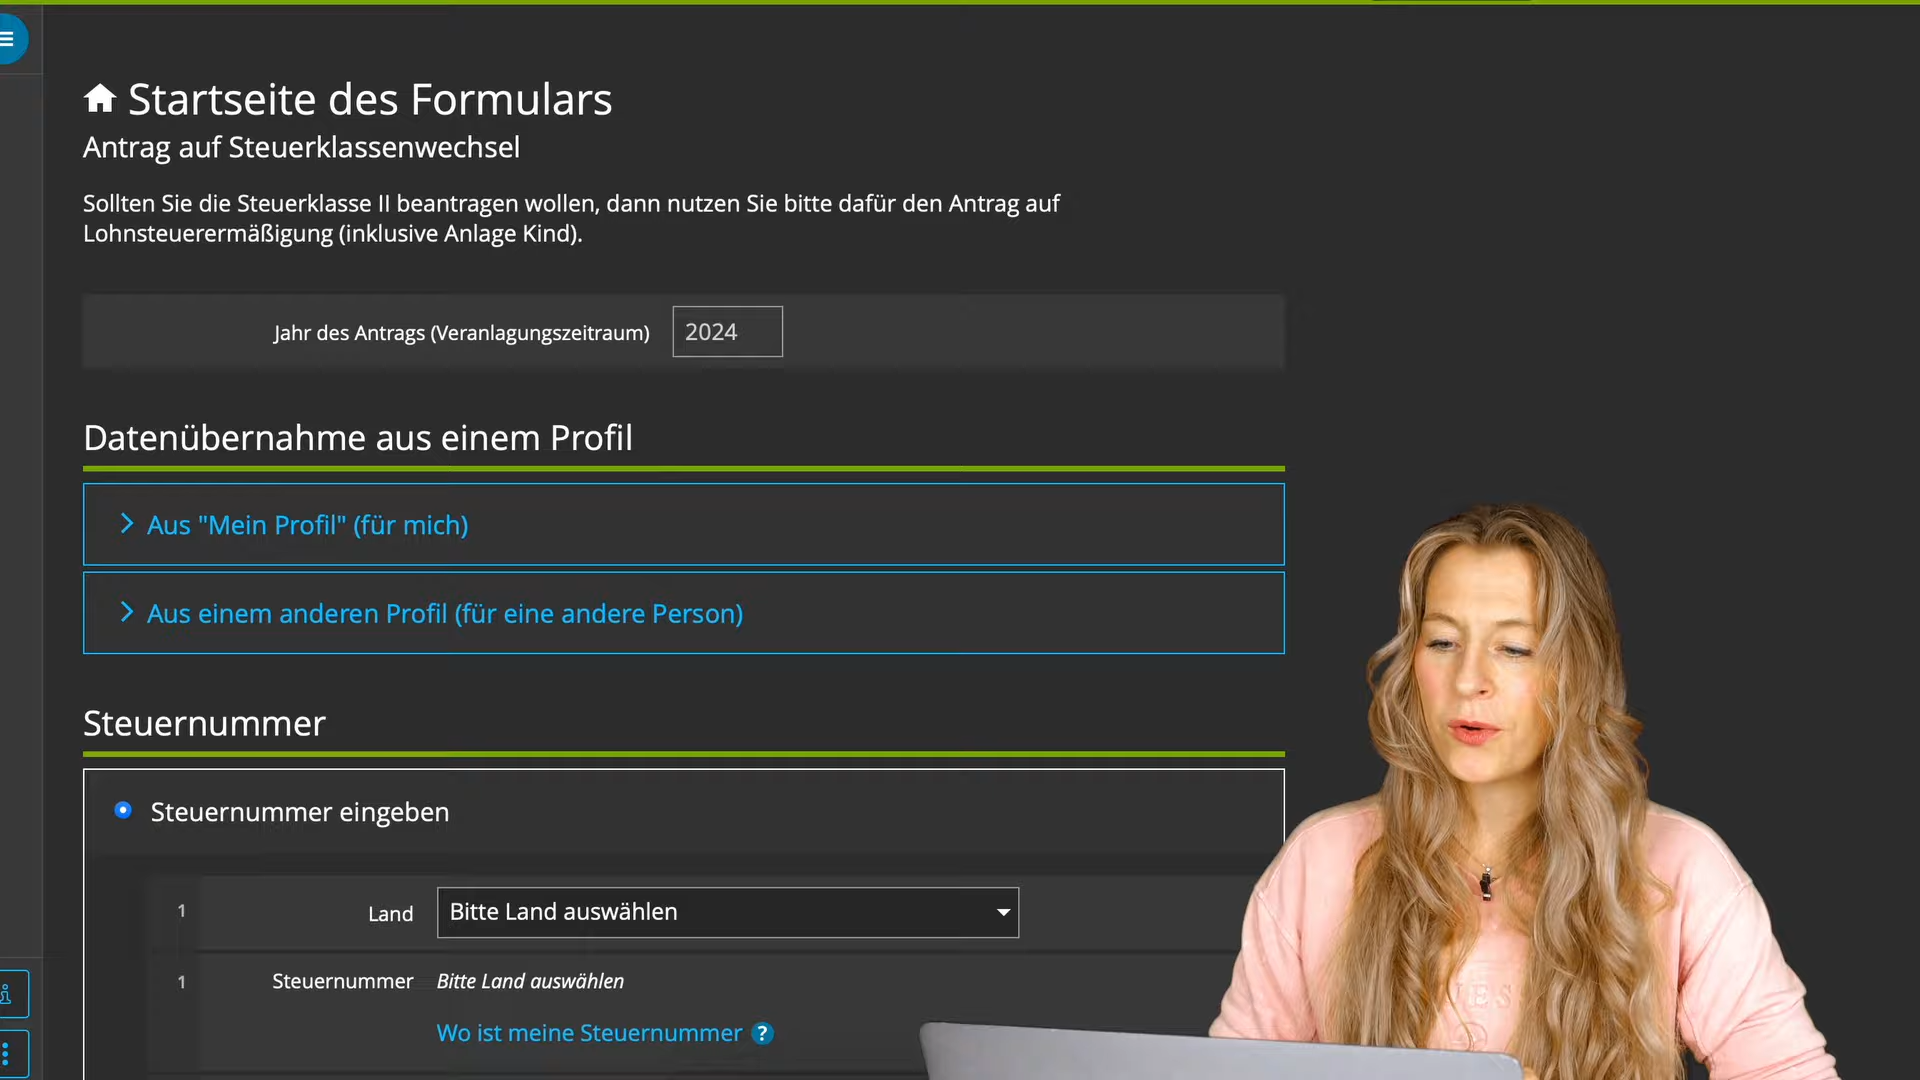 Startseite des Formulars
Antrag auf Steuerklassenwechsel
Sollten Sie die Steuerklasse II beantragen wollen, dann nutzen Sie bitte dafür den Antrag auf
Lohnsteuerermäßigung (inklusive Anlage Kind).
Jahr des Antrags (Veranlagungszeitraum) 2024
Datenübernahme aus einem Profil
Aus "Mein Profil" (für mich)
Aus einem anderen Profil (für eine andere Person)
Steuernummer
Steuernummer eingeben
1 Land Bitte Land auswählen
1 Steuernummer Bitte Land auswählen
Wo ist meine Steuernummer ?